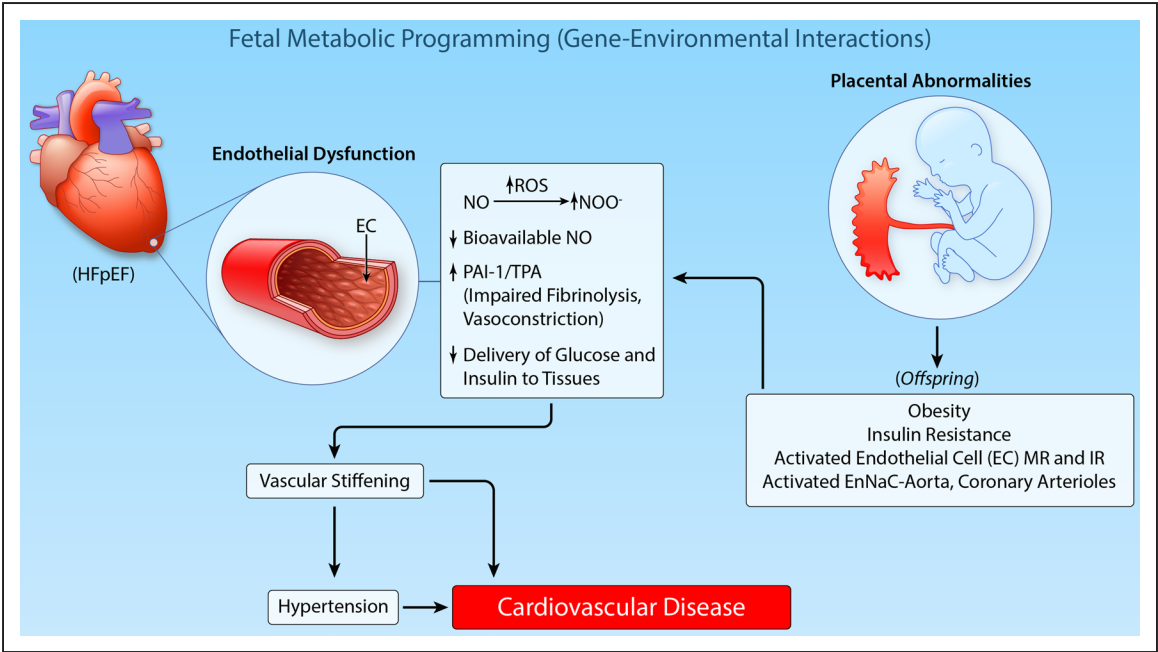 Fetal Metabolic Programming (Gene-Environmental Interactions)
Placental Abnormalities
Endothelial Dysfunction
EC
(HFpEF)
↑ROS
NO → ↑NOO-
↓ Bioavailable NO
↑ PAI-1/TPA
(Impaired Fibrinolysis,
Vasoconstriction)
↓ Delivery of Glucose and
Insulin to Tissues
(Offspring)
Obesity
Insulin Resistance
Activated Endothelial Cell (EC) MR and IR
Activated EnNaC-Aorta, Coronary Arterioles
Vascular Stiffening
Hypertension
Cardiovascular Disease